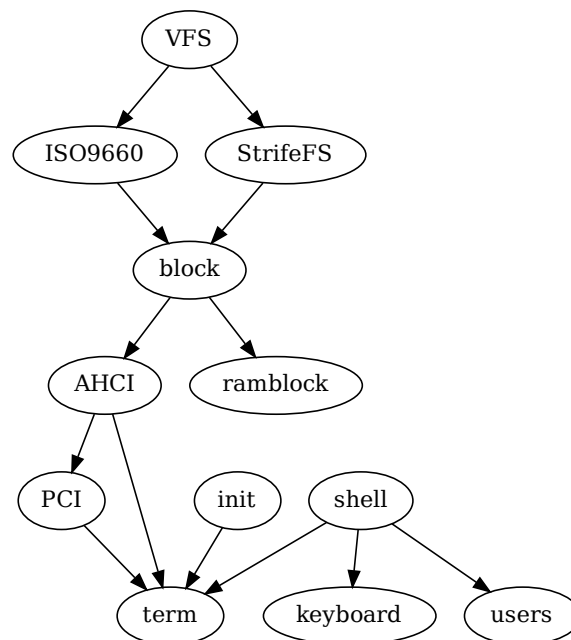 VFS
ISO9660
StrifeFS
block
AHCI
ramblock
PCI
init
shell
term
keyboard
users